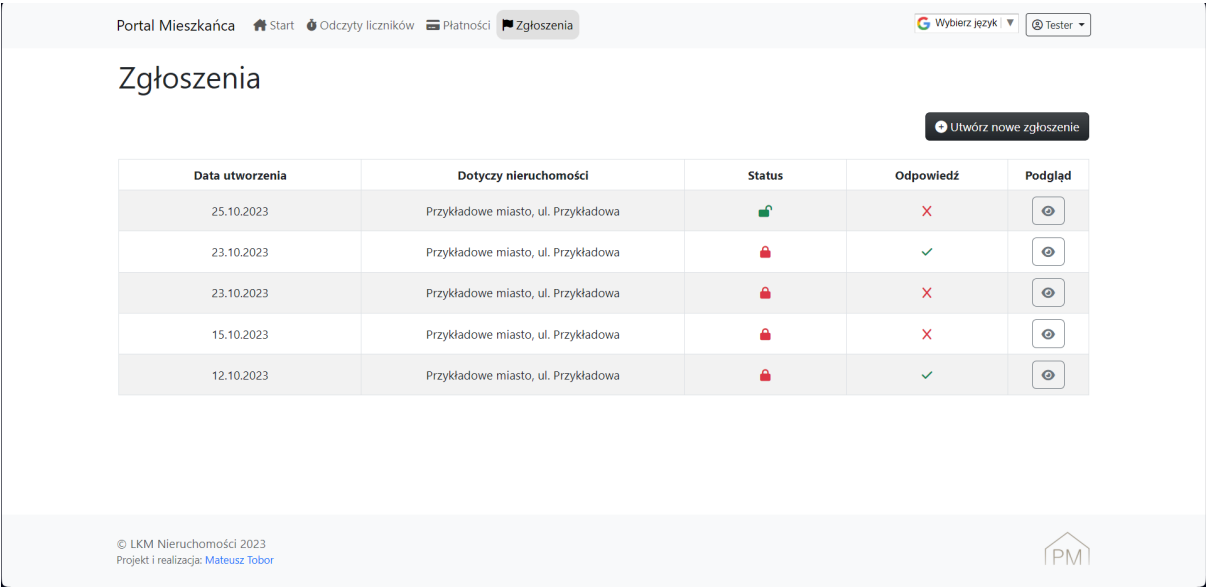 Portal Mieszkańca Start Odczyty liczników Płatności Zgłoszenia Wybierz język Tester
Zgłoszenia
Utwórz nowe zgłoszenie
Data utworzenia Dotyczy nieruchomości Status Odpowiedź Podgląd
25.10.2023 Przykładowe miasto, ul. Przykładowa
23.10.2023 Przykładowe miasto, ul. Przykładowa
23.10.2023 Przykładowe miasto, ul. Przykładowa
15.10.2023 Przykładowe miasto, ul. Przykładowa
12.10.2023 Przykładowe miasto, ul. Przykładowa
© LKM Nieruchomości 2023
Projekt i realizacja: Mateusz Tobor
PM